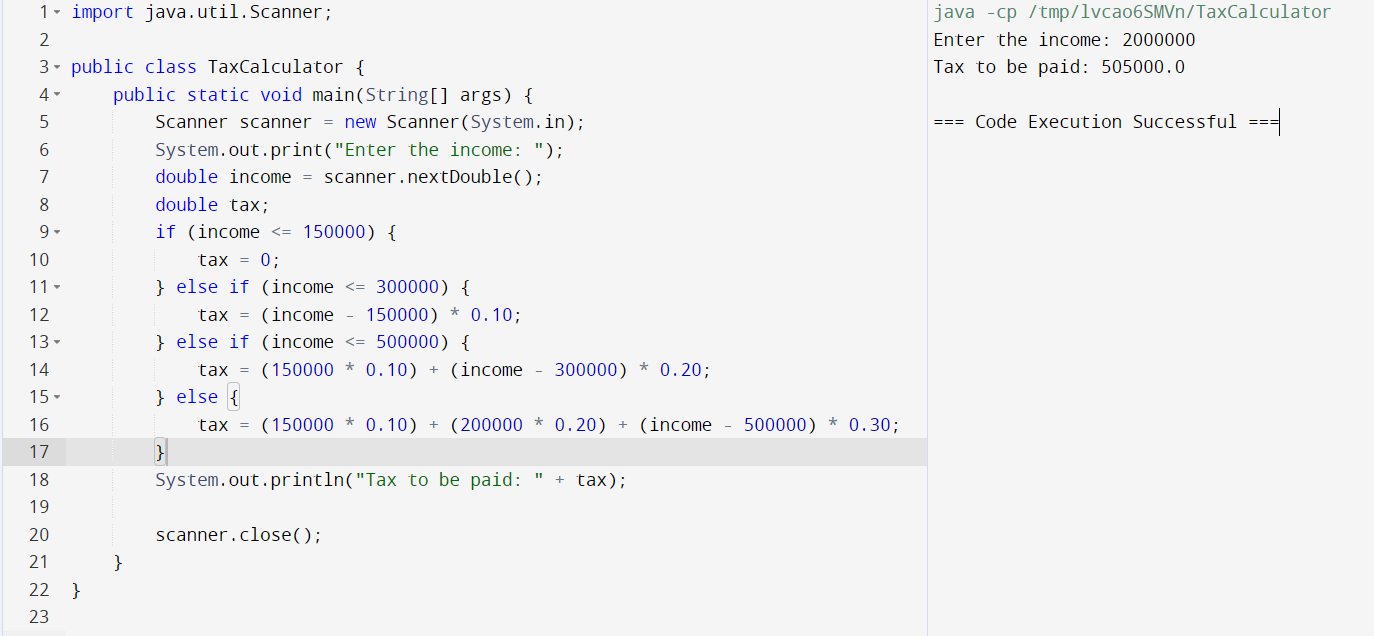 1 import java.util.Scanner;
2
3 public class TaxCalculator {
4     public static void main(String[] args) {
5         Scanner scanner = new Scanner(System.in);
6         System.out.print("Enter the income: ");
7         double income = scanner.nextDouble();
8         double tax;
9         if (income <= 150000) {
10             tax = 0;
11         } else if (income <= 300000) {
12             tax = (income - 150000) * 0.10;
13         } else if (income <= 500000) {
14             tax = (150000 * 0.10) + (income - 300000) * 0.20;
15         } else {
16             tax = (150000 * 0.10) + (200000 * 0.20) + (income - 500000) * 0.30;
17         }
18         System.out.println("Tax to be paid: " + tax);
19
20         scanner.close();
21     }
22 }
23
java -cp /tmp/lvcao6SMVn/TaxCalculator
Enter the income: 2000000
Tax to be paid: 505000.0
=== Code Execution Successful ===